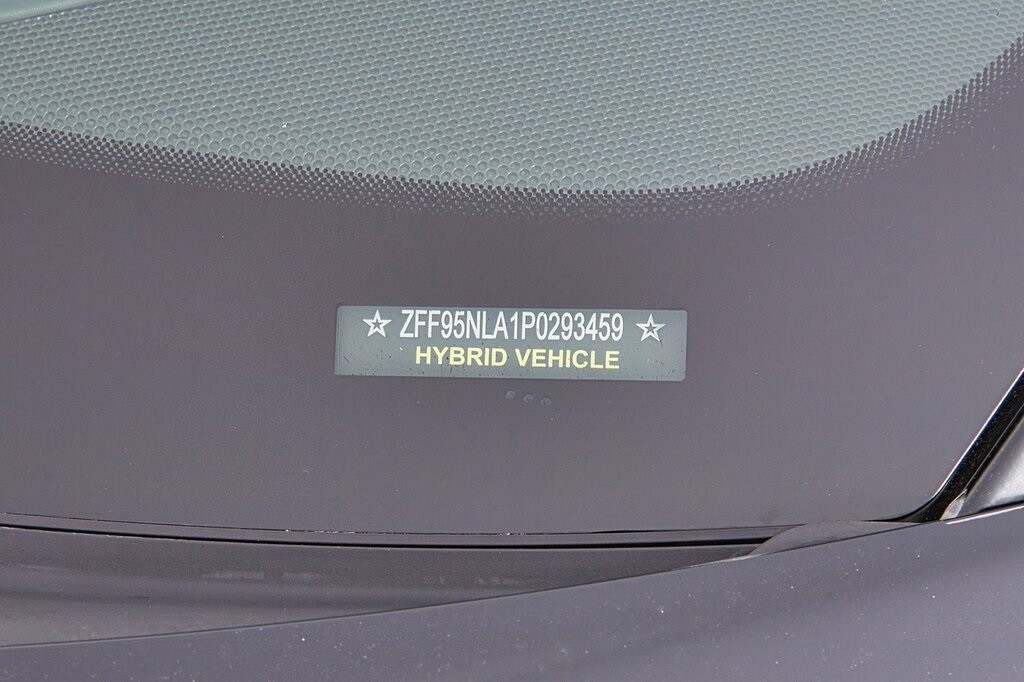 ☆ ZFF95NLA1P0293459 ☆
HYBRID VEHICLE